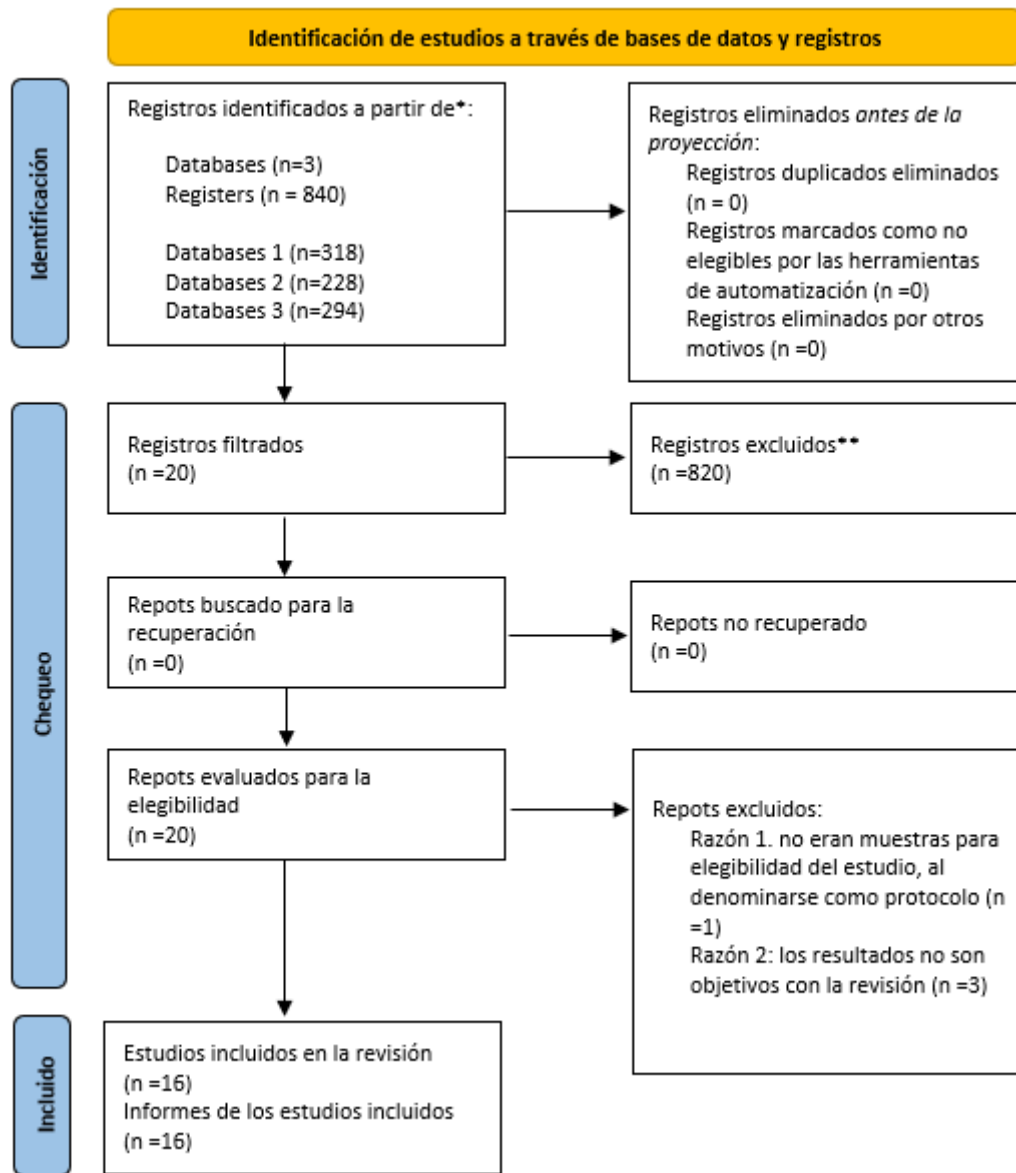 Identificación de estudios a través de bases de datos y registros
Identificación
Registros identificados a partir de*:
Databases (n=3)
Registers (n = 840)
Databases 1 (n=318)
Databases 2 (n=228)
Databases 3 (n=294)
Registros eliminados antes de la
proyección:
Registros duplicados eliminados
(n = 0)
Registros marcados como no
elegibles por las herramientas
de automatización (n =0)
Registros eliminados por otros
motivos (n =0)
Chequeo
Registros filtrados
(n =20)
Registros excluidos**
(n =820)
Repots buscado para la
recuperación
(n =0)
Repots no recuperado
(n =0)
Repots evaluados para la
elegibilidad
(n =20)
Repots excluidos:
Razón 1. no eran muestras para
elegibilidad del estudio, al
denominarse como protocolo (n
=1)
Razón 2: los resultados no son
objetivos con la revisión (n =3)
Incluido
Estudios incluidos en la revisión
(n =16)
Informes de los estudios incluidos
(n =16)